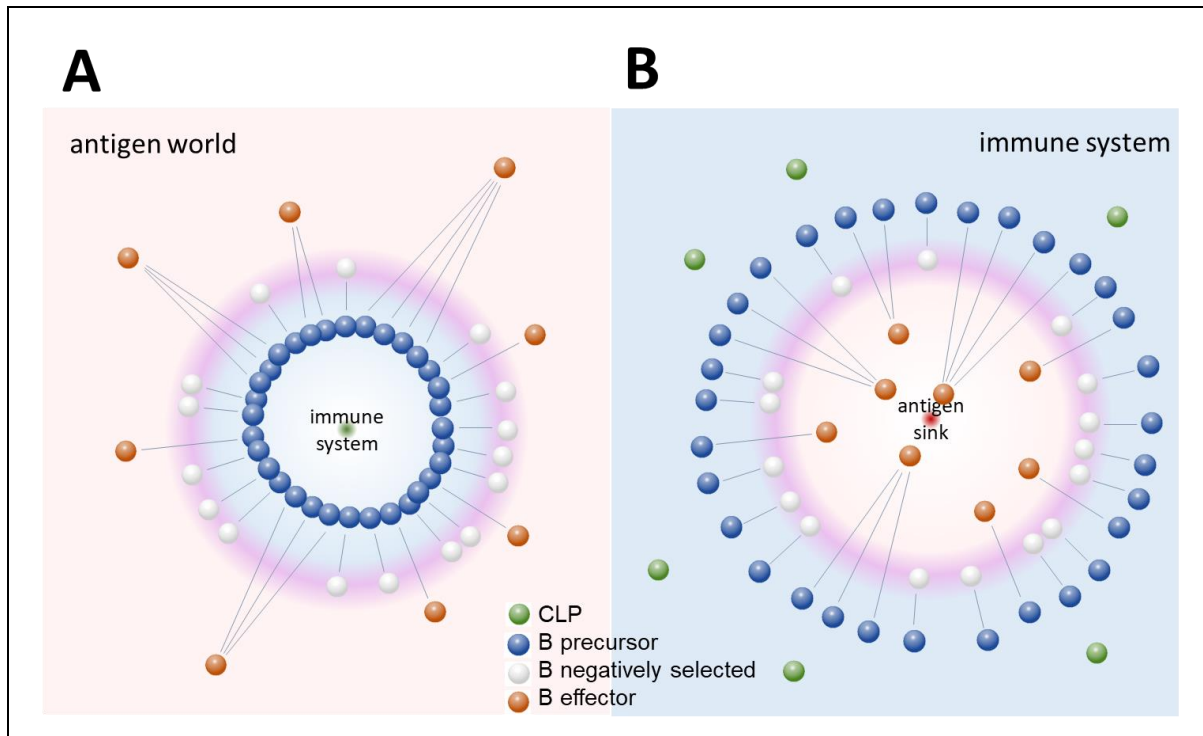 A
B
antigen world
immune system
immune
system
antigen
sink
CLP
B precursor
B negatively selected
B effector